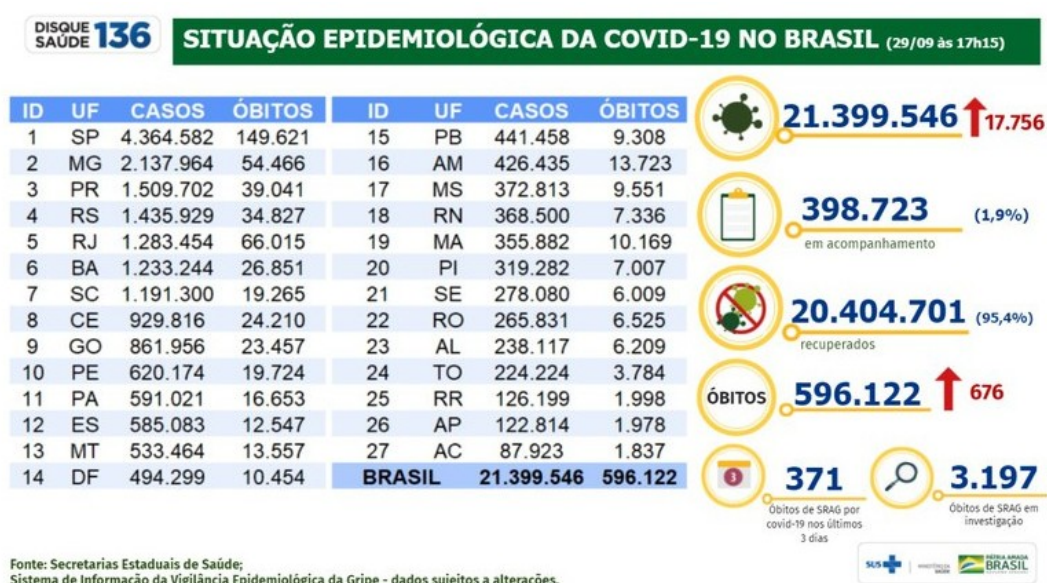 DISQUE
SAÚDE 136
SITUAÇÃO EPIDEMIOLÓGICA DA COVID-19 NO BRASIL (29/09 às 17h15)
ID UF CASOS ÓBITOS
1 SP 4.364.582 149.621
2 MG 2.137.964 54.466
3 PR 1.509.702 39.041
4 RS 1.435.929 34.827
5 RJ 1.283.454 66.015
6 BA 1.233.244 26.851
7 SC 1.191.300 19.265
8 CE 929.816 24.210
9 GO 861.956 23.457
10 PE 620.174 19.724
11 PA 591.021 16.653
12 ES 585.083 12.547
13 MT 533.464 13.557
14 DF 494.299 10.454
ID UF CASOS ÓBITOS
15 PB 441.458 9.308
16 AM 426.435 13.723
17 MS 372.813 9.551
18 RN 368.500 7.336
19 MA 355.882 10.169
20 PI 319.282 7.007
21 SE 278.080 6.009
22 RO 265.831 6.525
23 AL 238.117 6.209
24 TO 224.224 3.784
25 RR 126.199 1.998
26 AP 122.814 1.978
27 AC 87.923 1.837
BRASIL 21.399.546 596.122
21.399.546 17.756
398.723 (1,9%)
em acompanhamento
20.404.701 (95,4%)
recuperados
ÓBITOS 596.122 676
3
371
Óbitos de SRAG por
covid-19 nos últimos
3 dias
3.197
Óbitos de SRAG em
investigação
Fonte: Secretarias Estaduais de Saúde;
Sistema de Informação da Vigilância Epidemiológica da Gripe - dados sujeitos a alterações.
SUS
MINISTÉRIO DA
SAÚDE
PÁTRIA AMADA
BRASIL